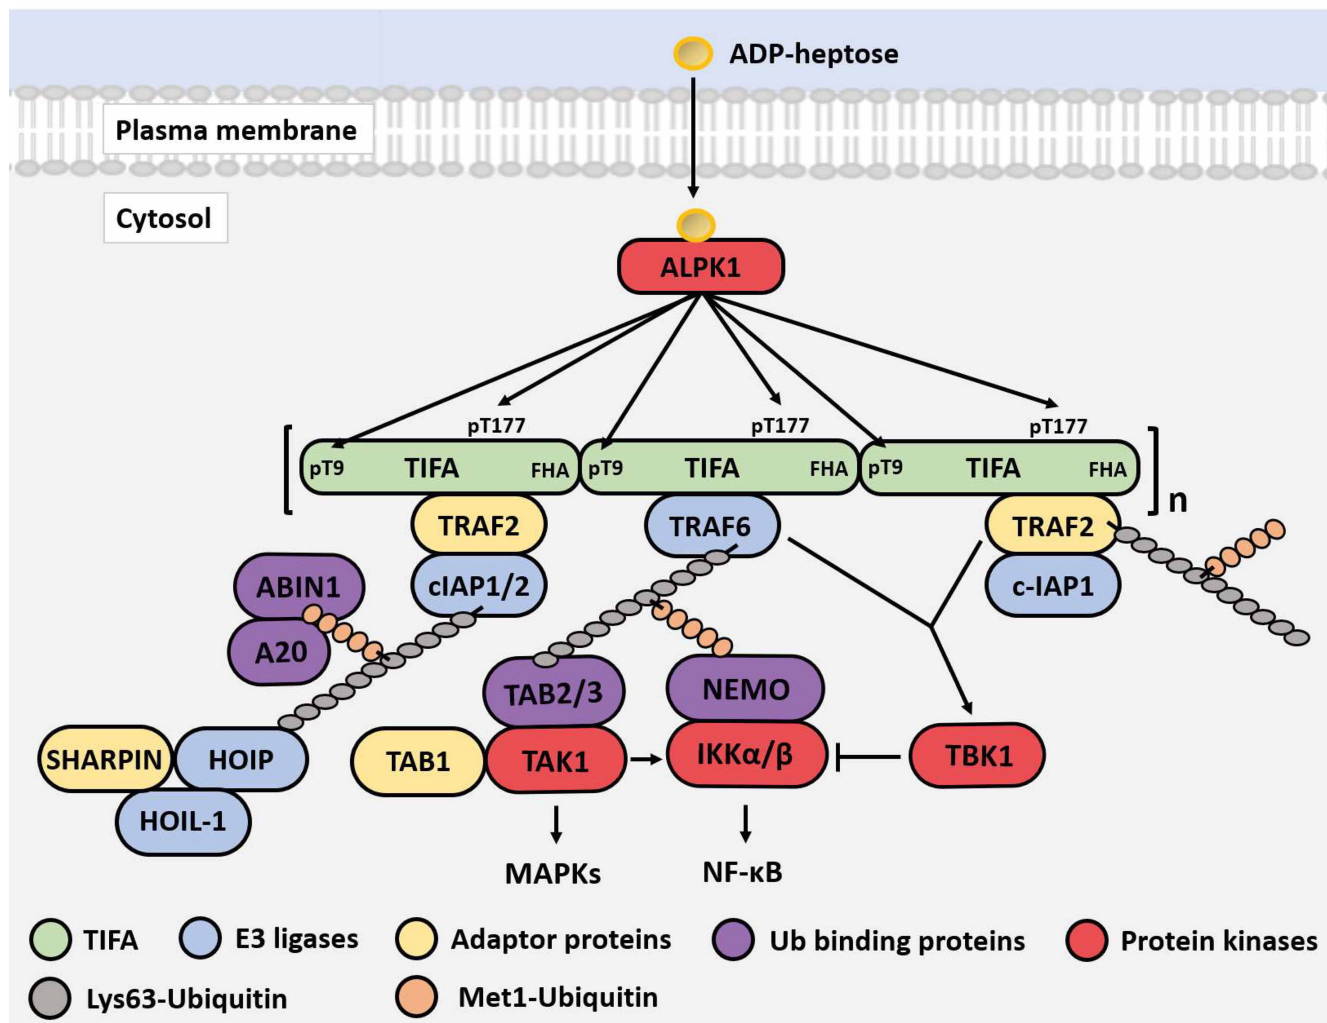 ADP-heptose
Plasma membrane
Cytosol
ALPK1
pT177 pT177 pT177
pT9 TIFA FHA pT9 TIFA FHA pT9 TIFA FHA
n
TRAF2 TRAF6 TRAF2
ABIN1 cIAP1/2 c-IAP1
A20
TAB2/3 NEMO
SHARPIN HOIP TAB1 TAK1 IKKα/β TBK1
HOIL-1
MAPKs NF-κB
TIFA E3 ligases Adaptor proteins Ub binding proteins Protein kinases
Lys63-Ubiquitin Met1-Ubiquitin